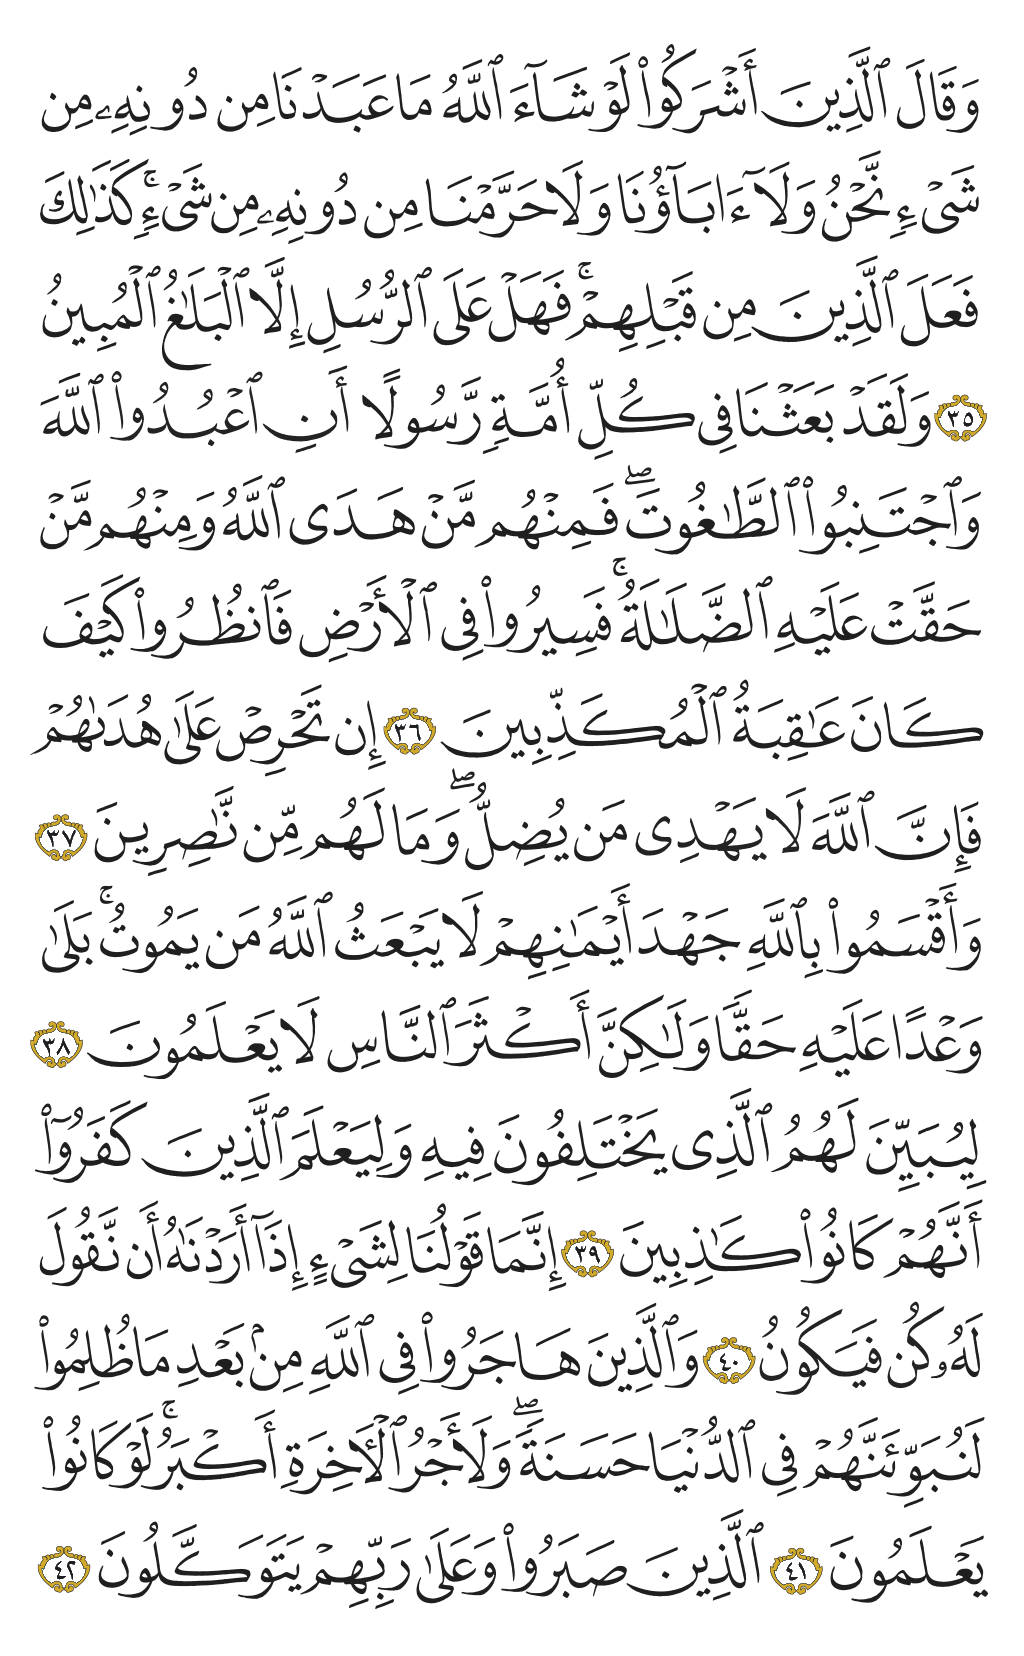 وَقَالَ ٱلَّذِينَ أَشْرَكُوا۟ لَوْ شَآءَ ٱللَّهُ مَا عَبَدْنَا مِن دُونِهِۦ مِن
شَىْءٍ نَّحْنُ وَلَآ ءَابَآؤُنَا وَلَا حَرَّمْنَا مِن دُونِهِۦ مِن شَىْءٍ ۚ كَذَٰلِكَ
فَعَلَ ٱلَّذِينَ مِن قَبْلِهِمْ ۚ فَهَلْ عَلَى ٱلرُّسُلِ إِلَّا ٱلْبَلَٰغُ ٱلْمُبِينُ
٣٥ وَلَقَدْ بَعَثْنَا فِى كُلِّ أُمَّةٍ رَّسُولًا أَنِ ٱعْبُدُوا۟ ٱللَّهَ
وَٱجْتَنِبُوا۟ ٱلطَّٰغُوتَ ۖ فَمِنْهُم مَّنْ هَدَى ٱللَّهُ وَمِنْهُم مَّنْ
حَقَّتْ عَلَيْهِ ٱلضَّلَٰلَةُ ۚ فَسِيرُوا۟ فِى ٱلْأَرْضِ فَٱنظُرُوا۟ كَيْفَ
كَانَ عَٰقِبَةُ ٱلْمُكَذِّبِينَ ٣٦ إِن تَحْرِصْ عَلَىٰ هُدَىٰهُمْ
فَإِنَّ ٱللَّهَ لَا يَهْدِى مَن يُضِلُّ ۖ وَمَا لَهُم مِّن نَّٰصِرِينَ ٣٧
وَأَقْسَمُوا۟ بِٱللَّهِ جَهْدَ أَيْمَٰنِهِمْ لَا يَبْعَثُ ٱللَّهُ مَن يَمُوتُ ۚ بَلَىٰ
وَعْدًا عَلَيْهِ حَقًّا وَلَٰكِنَّ أَكْثَرَ ٱلنَّاسِ لَا يَعْلَمُونَ ٣٨
لِيُبَيِّنَ لَهُمُ ٱلَّذِى يَخْتَلِفُونَ فِيهِ وَلِيَعْلَمَ ٱلَّذِينَ كَفَرُوٓا۟
أَنَّهُمْ كَانُوا۟ كَٰذِبِينَ ٣٩ إِنَّمَا قَوْلُنَا لِشَىْءٍ إِذَآ أَرَدْنَٰهُ أَن نَّقُولَ
لَهُۥ كُن فَيَكُونُ ٤٠ وَٱلَّذِينَ هَاجَرُوا۟ فِى ٱللَّهِ مِنۢ بَعْدِ مَا ظُلِمُوا۟
لَنُبَوِّئَنَّهُمْ فِى ٱلدُّنْيَا حَسَنَةً ۖ وَلَأَجْرُ ٱلْءَاخِرَةِ أَكْبَرُ ۚ لَوْ كَانُوا۟
يَعْلَمُونَ ٤١ ٱلَّذِينَ صَبَرُوا۟ وَعَلَىٰ رَبِّهِمْ يَتَوَكَّلُونَ ٤٢